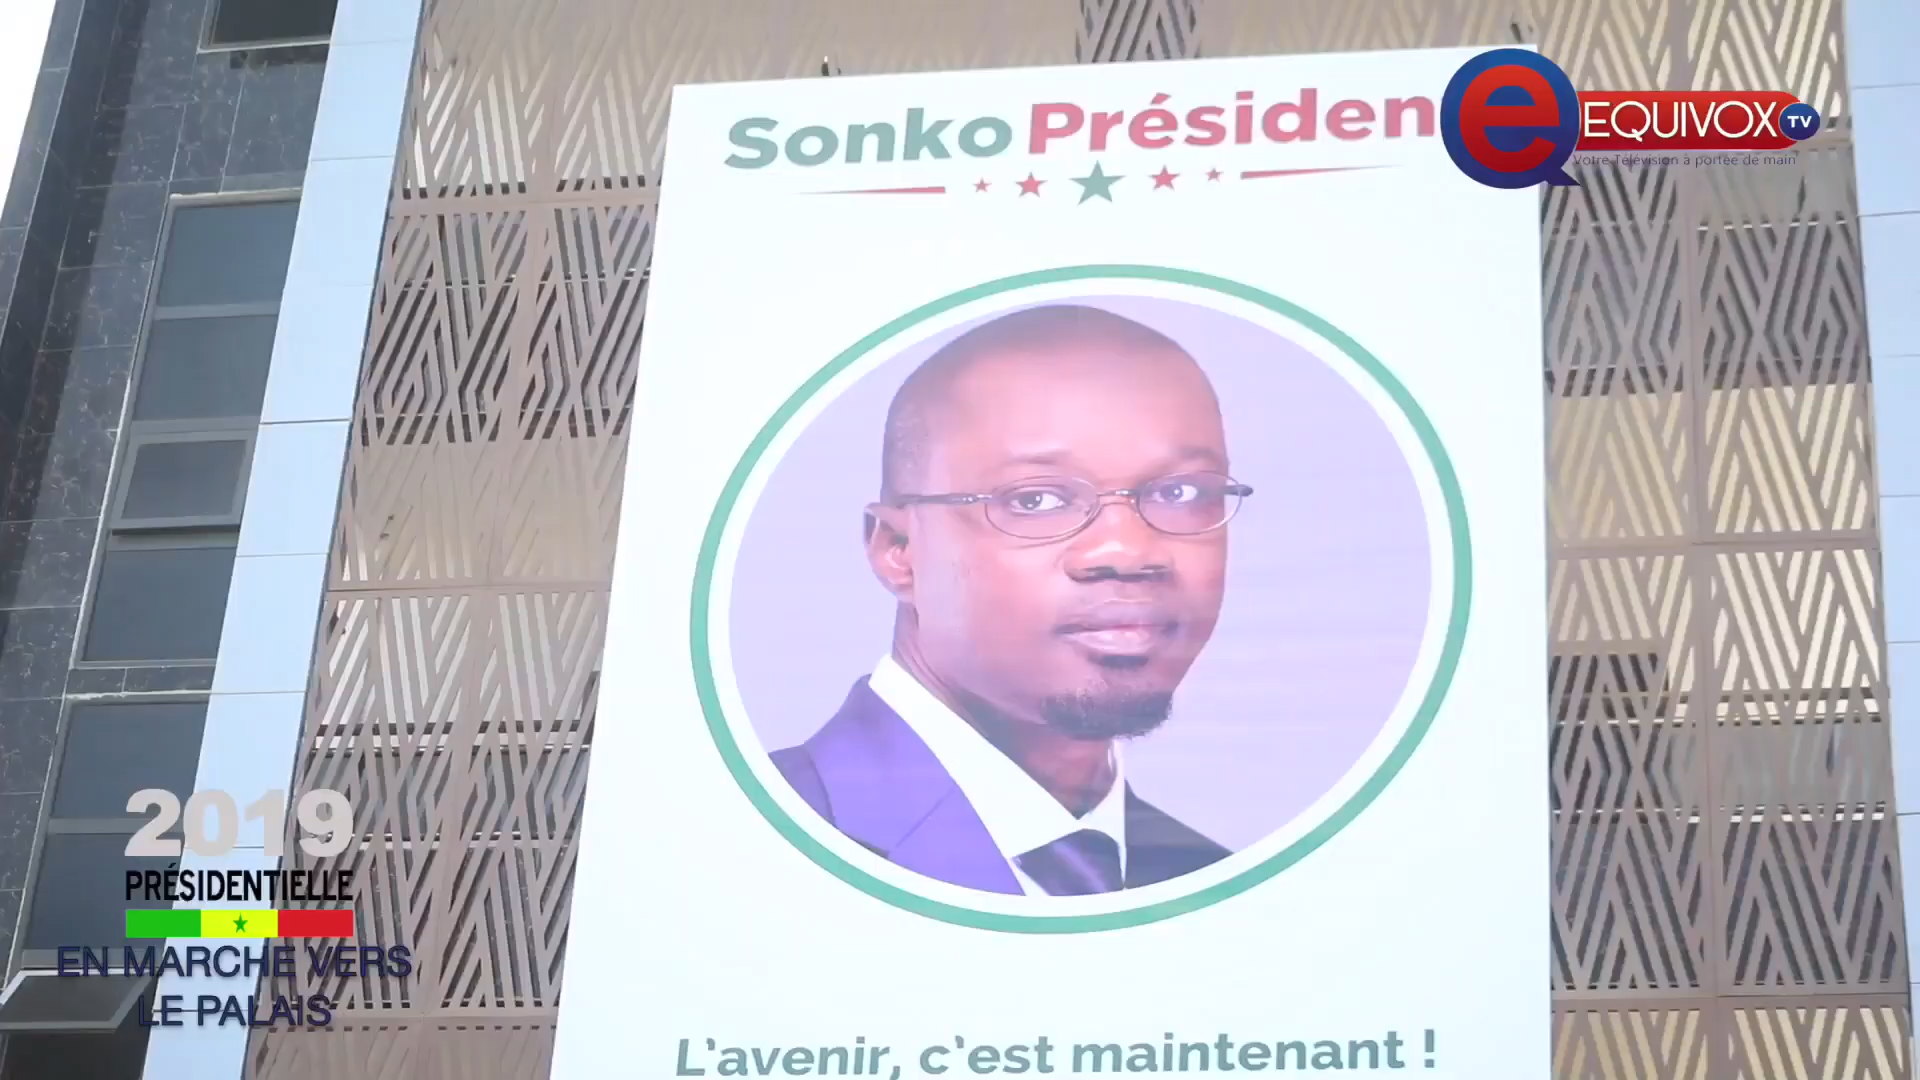 Sonko Présiden
e EQUIVOX TV
Votre Télévision à portée de main
2019
PRÉSIDENTIELLE
EN MARCHE VERS
LE PALAIS
L'avenir, c'est maintenant !